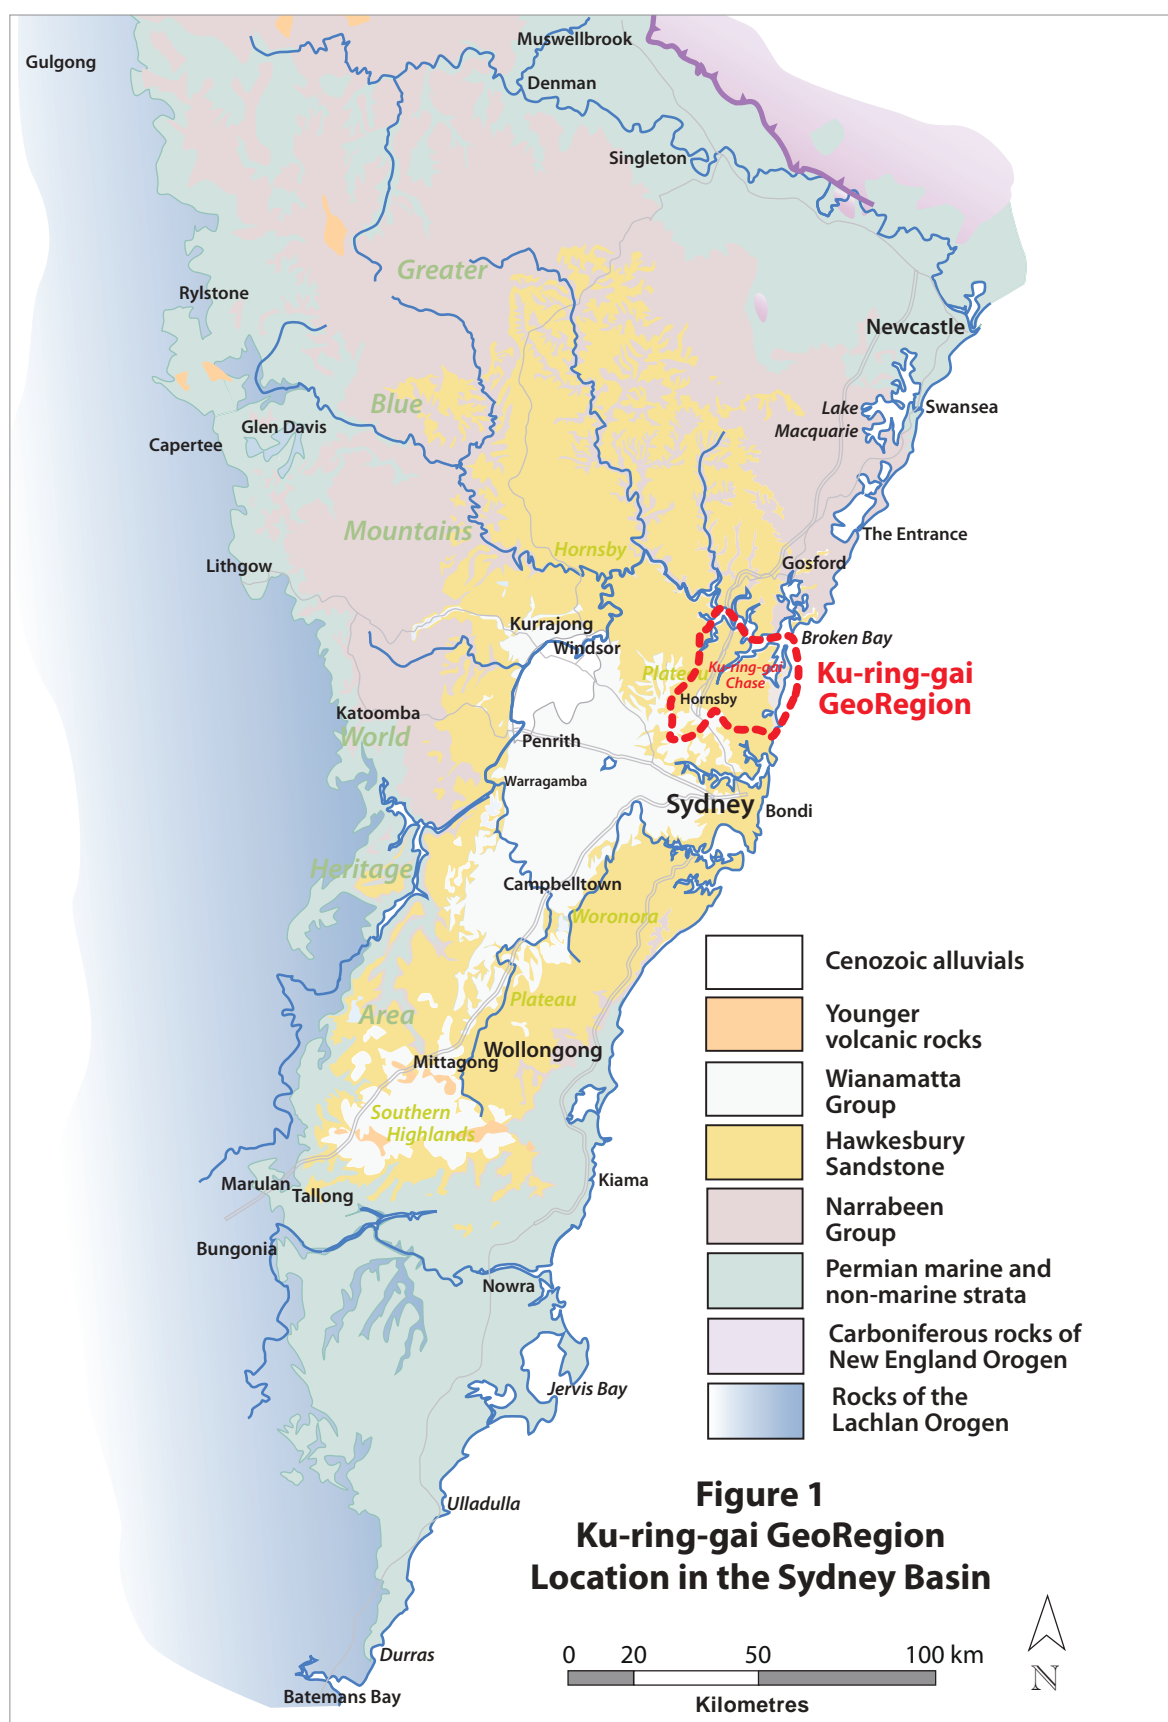 Gulgong
Muswellbrook
Denman
Singleton
Greater
Rylstone
Newcastle
Blue
Lake
Macquarie
Swansea
Glen Davis
Capertee
Mountains
Hornsby
The Entrance
Lithgow
Gosford
Kurrajong
Windsor
Broken Bay
Plateau
Ku-ring-gai
Chase
Hornsby
Ku-ring-gai
GeoRegion
Katoomba
World
Penrith
Warragamba
Sydney
Bondi
Heritage
Campbelltown
Woronora
Plateau
Area
Wollongong
Mittagong
Southern
Highlands
Marulan
Tallong
Kiama
Bungonia
Nowra
Jervis Bay
Ulladulla
Durras
Batemans Bay
Cenozoic alluvials
Younger
volcanic rocks
Wianamatta
Group
Hawkesbury
Sandstone
Narrabeen
Group
Permian marine and
non-marine strata
Carboniferous rocks of
New England Orogen
Rocks of the
Lachlan Orogen
Figure 1
Ku-ring-gai GeoRegion
Location in the Sydney Basin
0 20 50 100 km
Kilometres
N